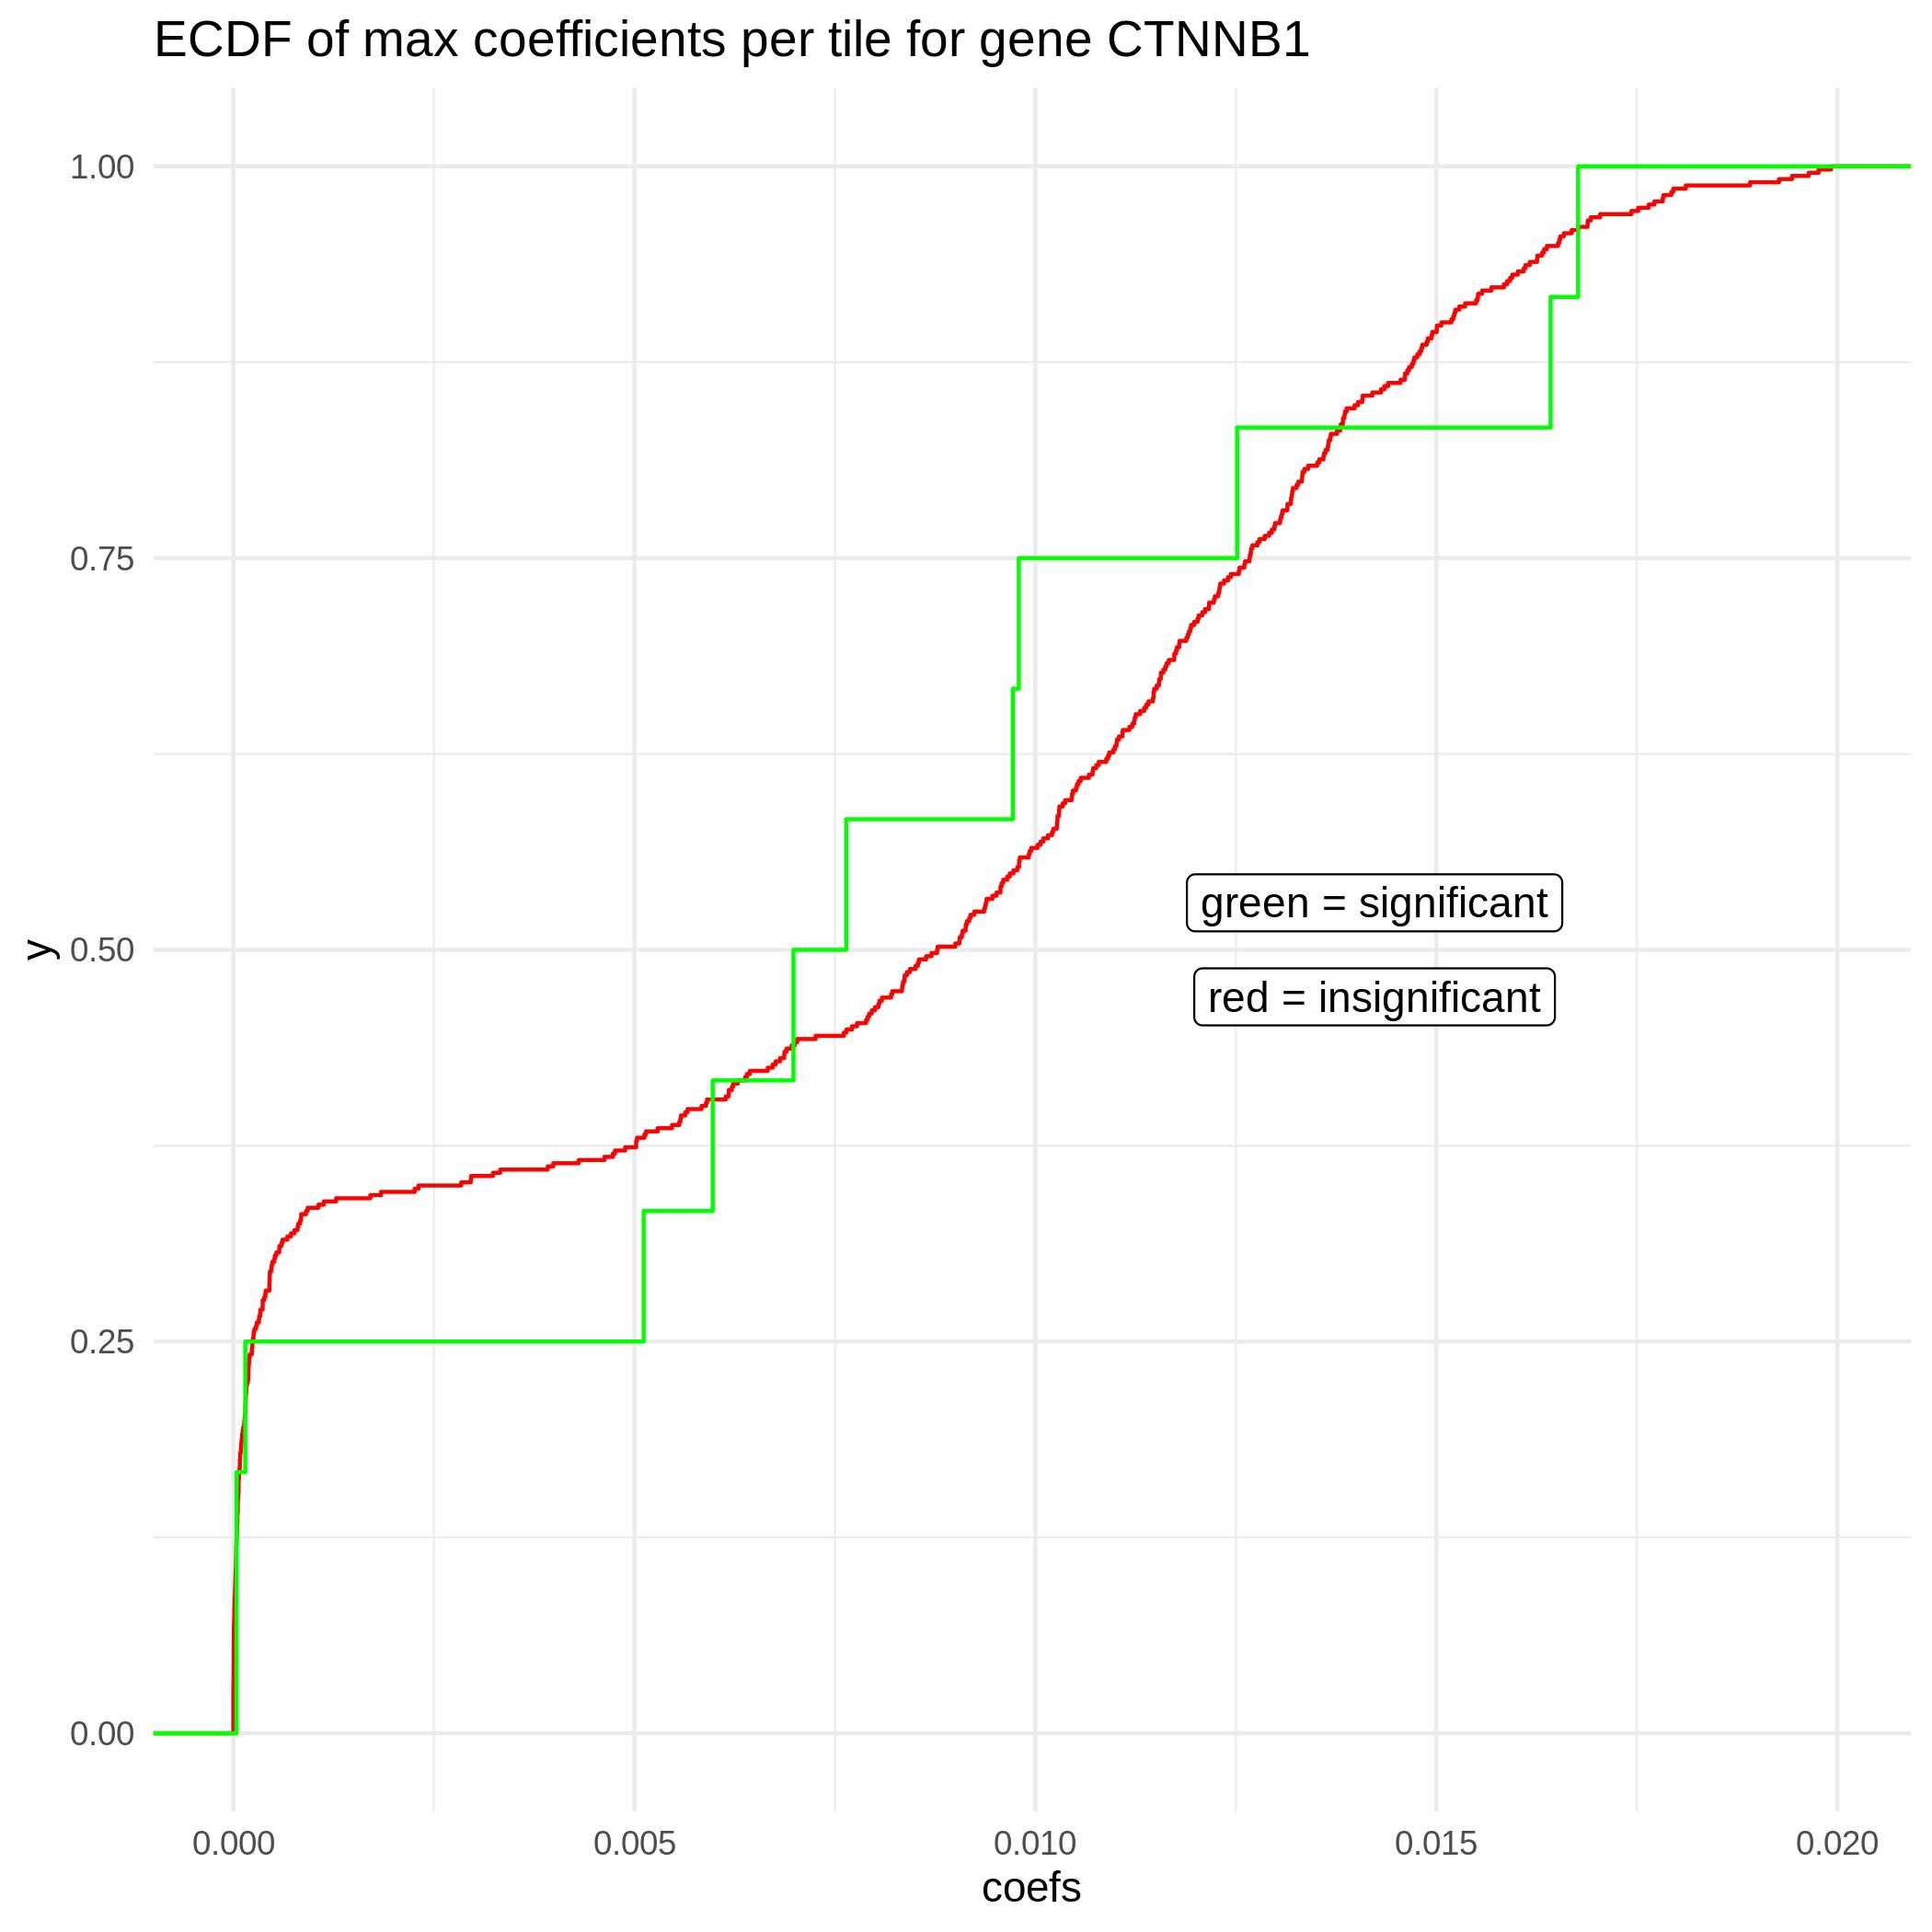 ECDF of max coefficients per tile for gene CTNNB1
1.00
0.75
0.50
0.25
0.00
y
green = significant
red = insignificant
0.000 0.005 0.010 0.015 0.020
coefs